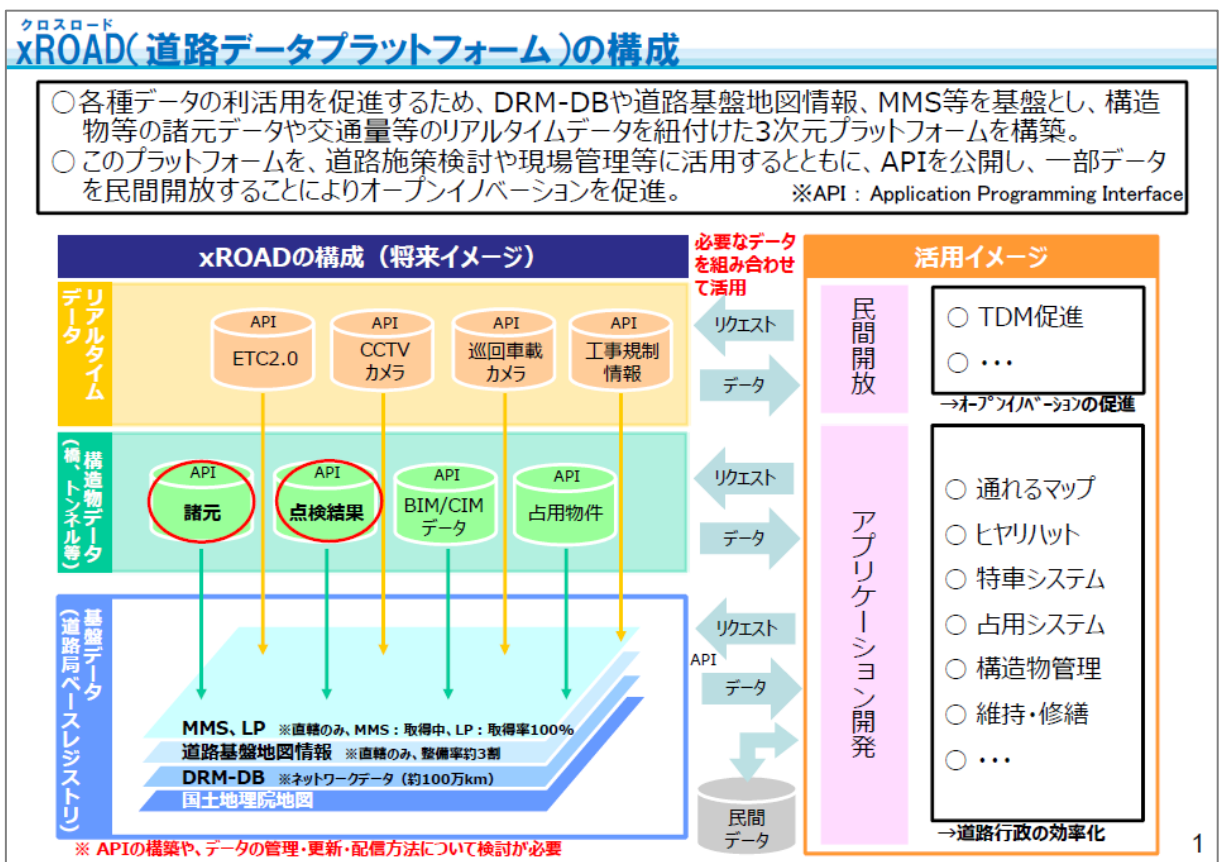 クロスロード
xROAD(道路データプラットフォーム)の構成
○各種データの利活用を促進するため、DRM-DBや道路基盤地図情報、MMS等を基盤とし、構造
物等の諸元データや交通量等のリアルタイムデータを紐付けた3次元プラットフォームを構築。
○このプラットフォームを、道路施策検討や現場管理等に活用するとともに、APIを公開し、一部データ
を民間開放することによりオープンイノベーションを促進。 ※API : Application Programming Interface
xROADの構成（将来イメージ）
必要なデータ
を組み合わせ
て活用
活用イメージ
リアルタイム
データ
API
ETC2.0
API
CCTV
カメラ
API
巡回車載
カメラ
API
工事規制
情報
リクエスト
データ
民間開放
○ TDM促進
○ ・・・
→オープンイノベーションの促進
構造物データ
(橋、トンネル等)
API
諸元
API
点検結果
API
BIM/CIM
データ
API
占用物件
リクエスト
データ
アプリケーション開発
○ 通れるマップ
○ ヒヤリハット
○ 特車システム
○ 占用システム
○ 構造物管理
○ 維持・修繕
○ ・・・
→道路行政の効率化
基盤データ
(道路局ベースレジストリ)
MMS、LP ※直轄のみ、MMS：取得中、LP：取得率100%
道路基盤地図情報 ※直轄のみ、整備率約3割
DRM-DB ※ネットワークデータ（約100万km）
国土地理院地図
リクエスト
API
データ
民間
データ
※ APIの構築や、データの管理・更新・配信方法について検討が必要
1